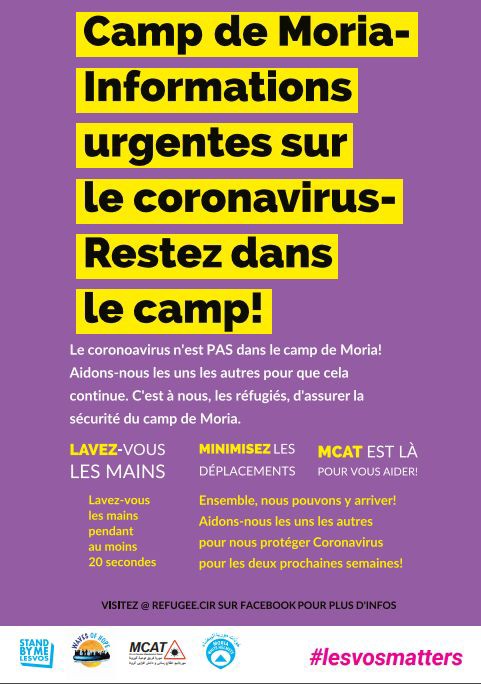 Camp de Moria-
Informations
urgentes sur
le coronavirus-
Restez dans
le camp!
Le coronoavirus n'est PAS dans le camp de Moria!
Aidons-nous les uns les autres pour que cela
continue. C'est à nous, les réfugiés, d'assurer la
sécurité du camp de Moria.
LAVEZ-VOUS
LES MAINS
Lavez-vous
les mains
pendant
au moins
20 secondes
MINIMISEZ LES
DÉPLACEMENTS
MCAT EST LÀ
POUR VOUS AIDER!
Ensemble, nous pouvons y arriver!
Aidons-nous les uns les autres
pour nous protéger Coronavirus
pour les deux prochaines semaines!
VISITEZ @ REFUGEE.CIR SUR FACEBOOK POUR PLUS D'INFOS
STAND
BY ME
LESVOS
WAVES OF HOPE
MCAT
MORIA
WHITE HELMETS
#lesvosmatters